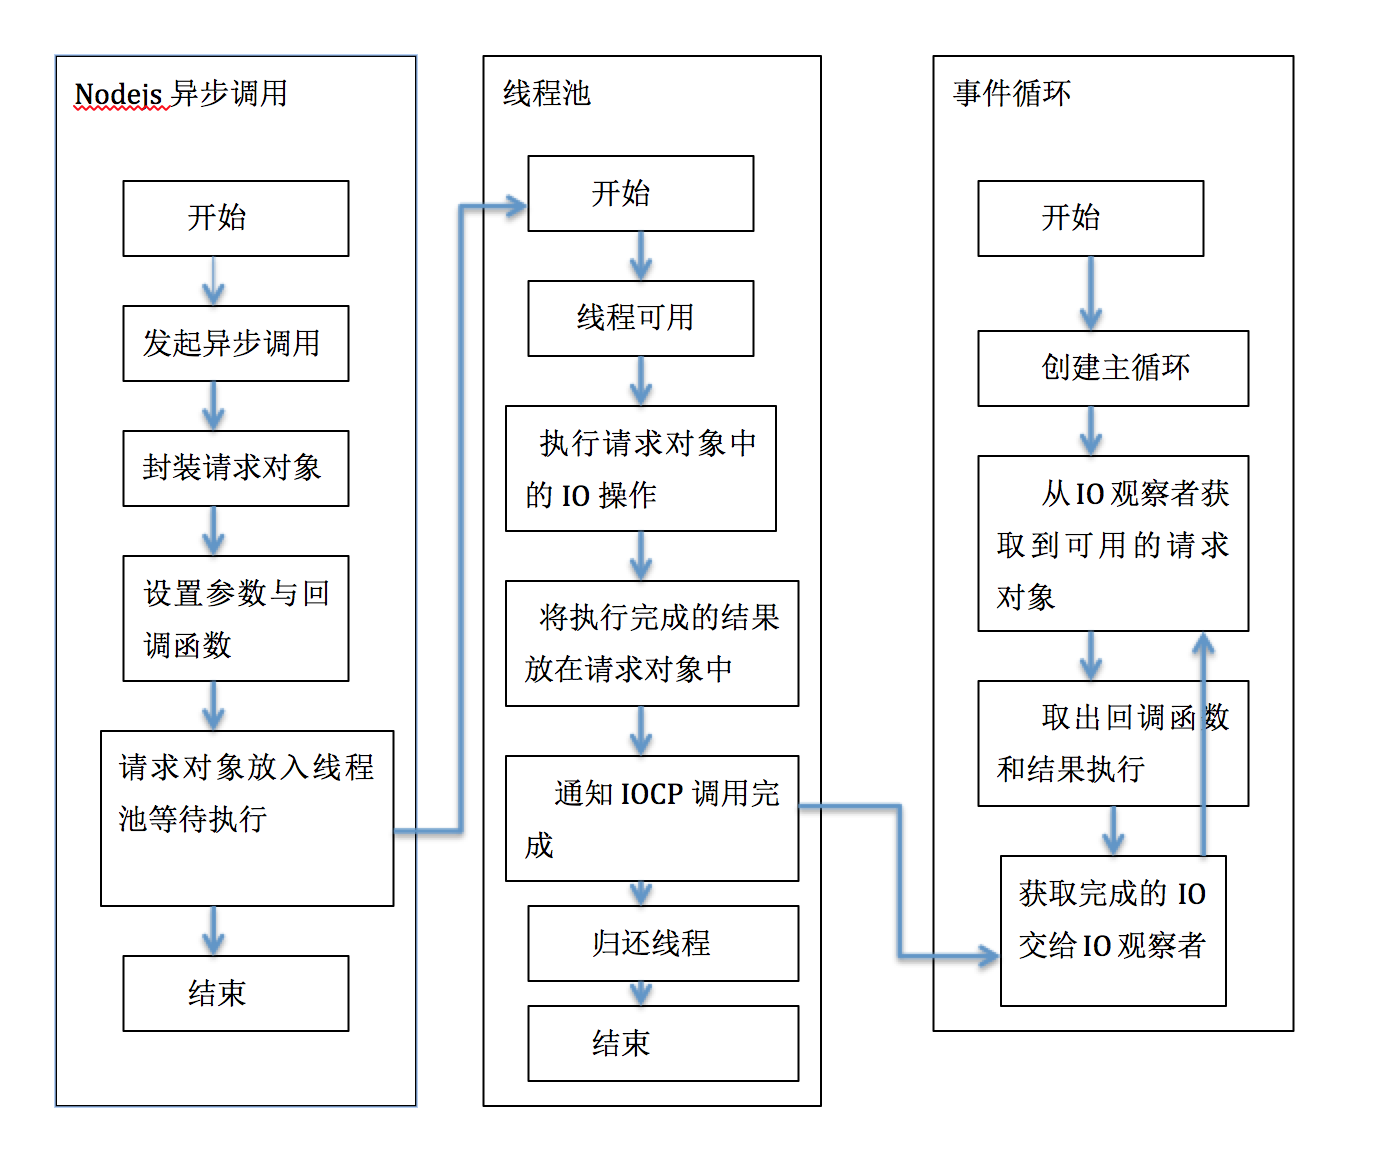 Nodejs 异步调用
开始
发起异步调用
封装请求对象
设置参数与回
调函数
请求对象放入线程
池等待执行
结束
线程池
开始
线程可用
执行请求对象中
的 IO 操作
将执行完成的结果
放在请求对象中
通知 IOCP 调用完
成
归还线程
结束
事件循环
开始
创建主循环
从 IO 观察者获
取到可用的请求
对象
取出回调函数
和结果执行
获取完成的 IO
交给 IO 观察者